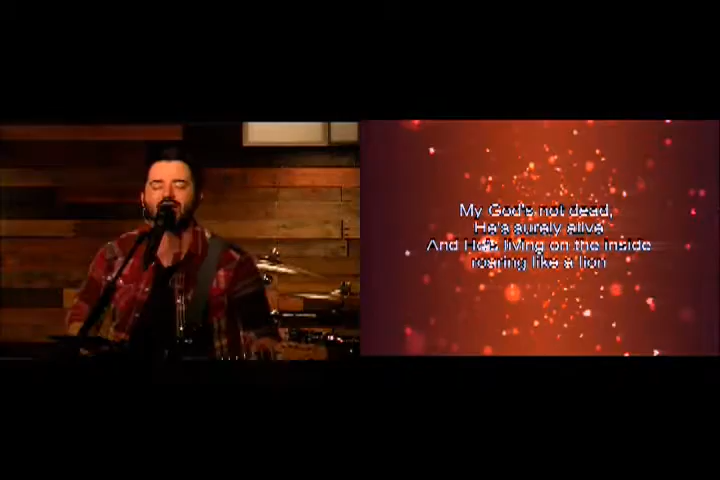 My God's not dead,
He's surely alive
And He's living on the inside
roaring like a lion